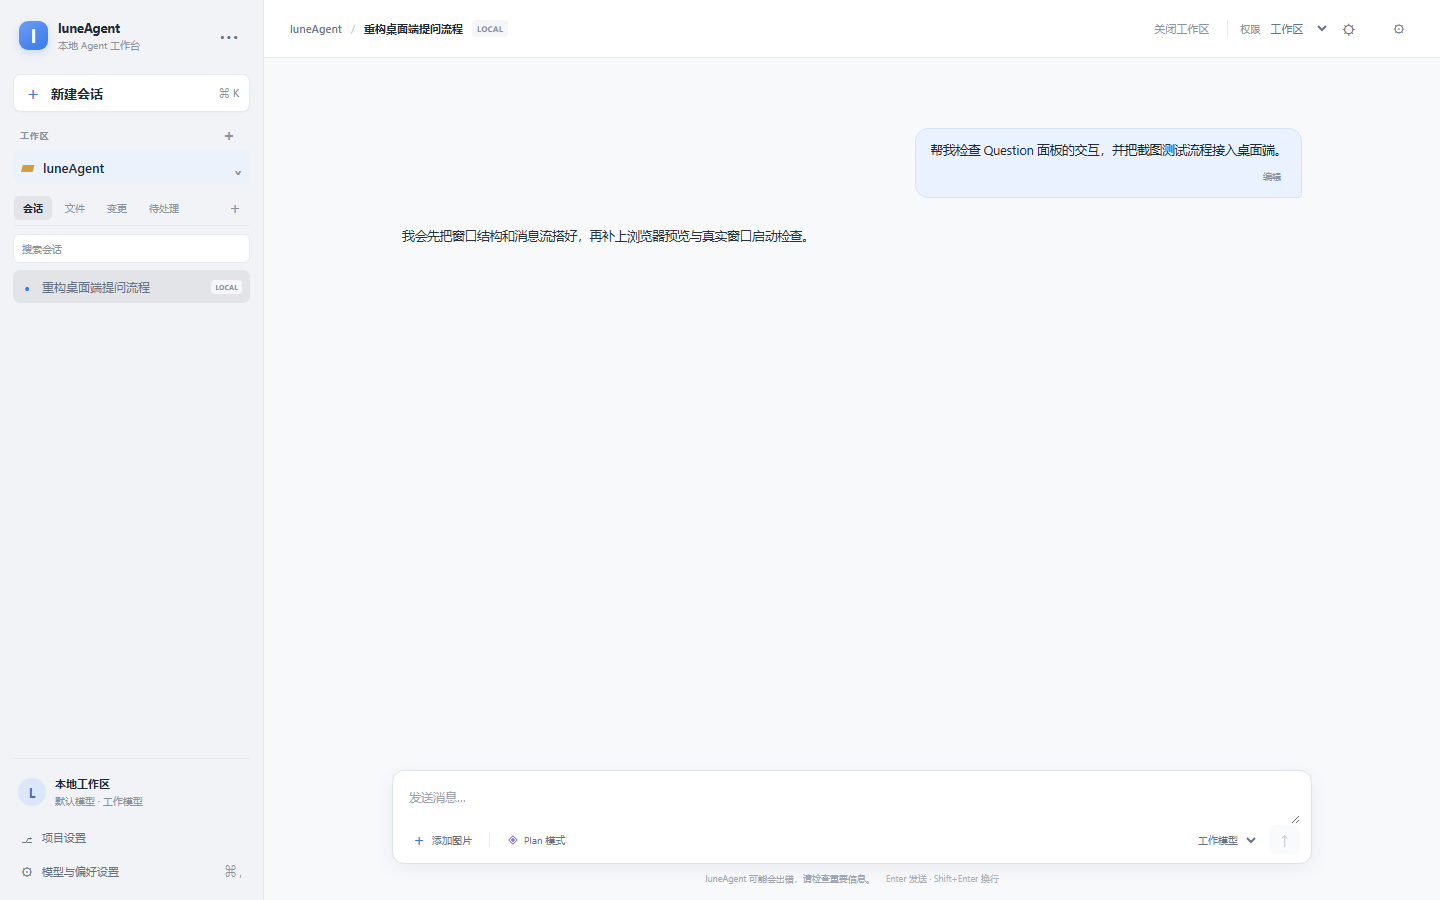 l
luneAgent
本地 Agent 工作台
+ 新建会话 ⌘ K
工作区 +
luneAgent
会话 文件 变更 待处理 +
搜索会话
重构桌面端提问流程 LOCAL
L
本地工作区
默认模型 · 工作模型
项目设置
模型与偏好设置 ⌘ ,
luneAgent / 重构桌面端提问流程 LOCAL
关闭工作区 权限 工作区
帮我检查 Question 面板的交互，并把截图测试流程接入桌面端。
编辑
我会先把窗口结构和消息流搭好，再补上浏览器预览与真实窗口启动检查。
发送消息...
+ 添加图片 Plan 模式 工作模型 ↑
luneAgent 可能会出错，请检查重要信息。 Enter 发送 · Shift+Enter 换行